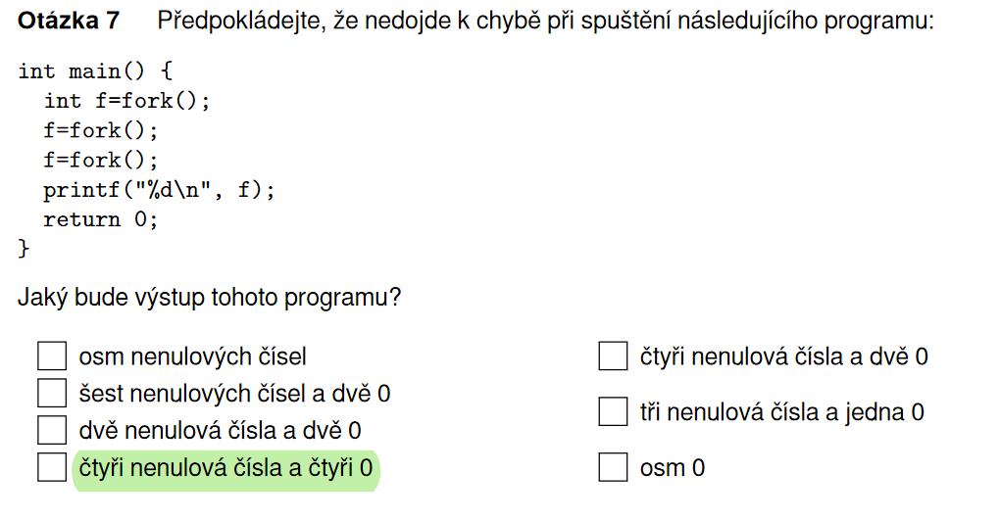 Otázka 7 Předpokládejte, že nedojde k chybě při spuštění následujícího programu:
int main() {
  int f=fork();
  f=fork();
  f=fork();
  printf("%d\n", f);
  return 0;
}
Jaký bude výstup tohoto programu?
osm nenulových čísel
šest nenulových čísel a dvě 0
dvě nenulová čísla a dvě 0
čtyři nenulová čísla a čtyři 0
čtyři nenulová čísla a dvě 0
tři nenulová čísla a jedna 0
osm 0